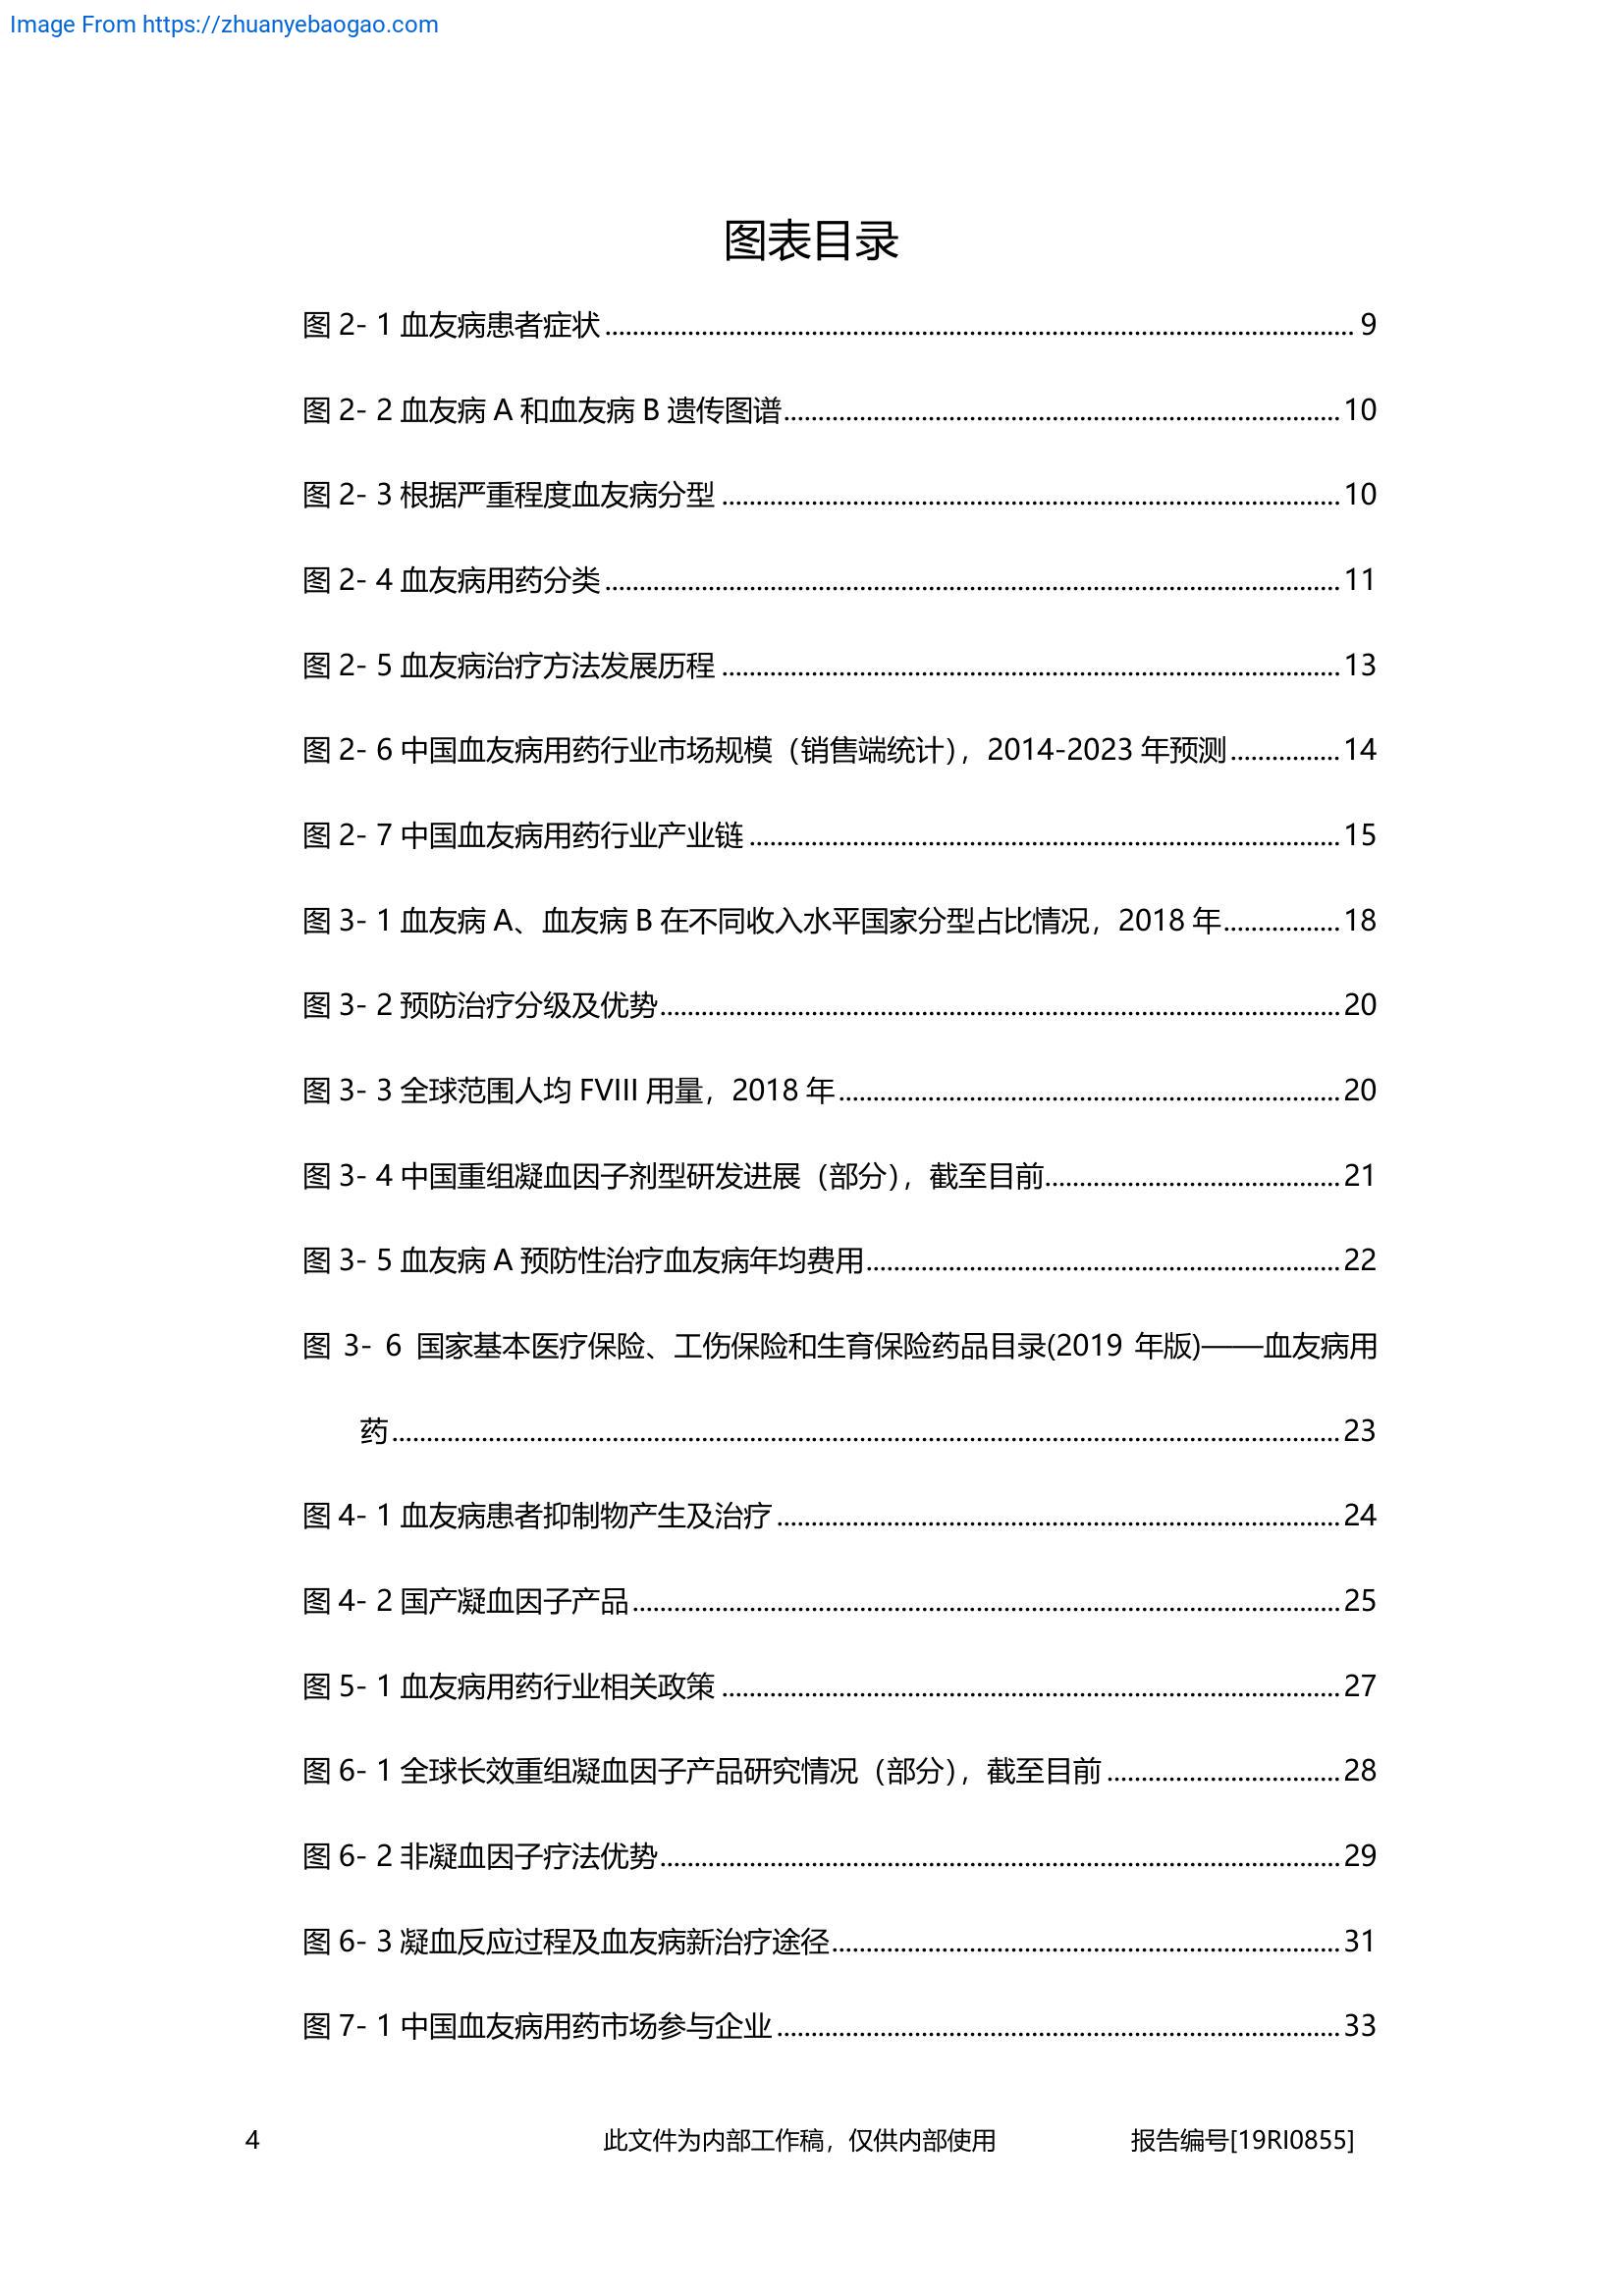 Image From https://zhuanyebaogao.com
图表目录
图 2- 1 血友病患者症状 ........................................ 9
图 2- 2 血友病 A 和血友病 B 遗传图谱 ........................................ 10
图 2- 3 根据严重程度血友病分型 ........................................ 10
图 2- 4 血友病用药分类 ........................................ 11
图 2- 5 血友病治疗方法发展历程 ........................................ 13
图 2- 6 中国血友病用药行业市场规模（销售端统计），2014-2023 年预测 ................ 14
图 2- 7 中国血友病用药行业产业链 ........................................ 15
图 3- 1 血友病 A、血友病 B 在不同收入水平国家分型占比情况，2018 年 ................. 18
图 3- 2 预防治疗分级及优势 ........................................ 20
图 3- 3 全球范围人均 FVIII 用量，2018 年 ........................................ 20
图 3- 4 中国重组凝血因子剂型研发进展（部分），截至目前 ........................................ 21
图 3- 5 血友病 A 预防性治疗血友病年均费用 ........................................ 22
图 3- 6 国家基本医疗保险、工伤保险和生育保险药品目录(2019 年版)——血友病用
药 ........................................ 23
图 4- 1 血友病患者抑制物产生及治疗 ........................................ 24
图 4- 2 国产凝血因子产品 ........................................ 25
图 5- 1 血友病用药行业相关政策 ........................................ 27
图 6- 1 全球长效重组凝血因子产品研究情况（部分），截至目前 .................................. 28
图 6- 2 非凝血因子疗法优势 ........................................ 29
图 6- 3 凝血反应过程及血友病新治疗途径 ........................................ 31
图 7- 1 中国血友病用药市场参与企业 ........................................ 33
4 此文件为内部工作稿，仅供内部使用 报告编号[19RI0855]